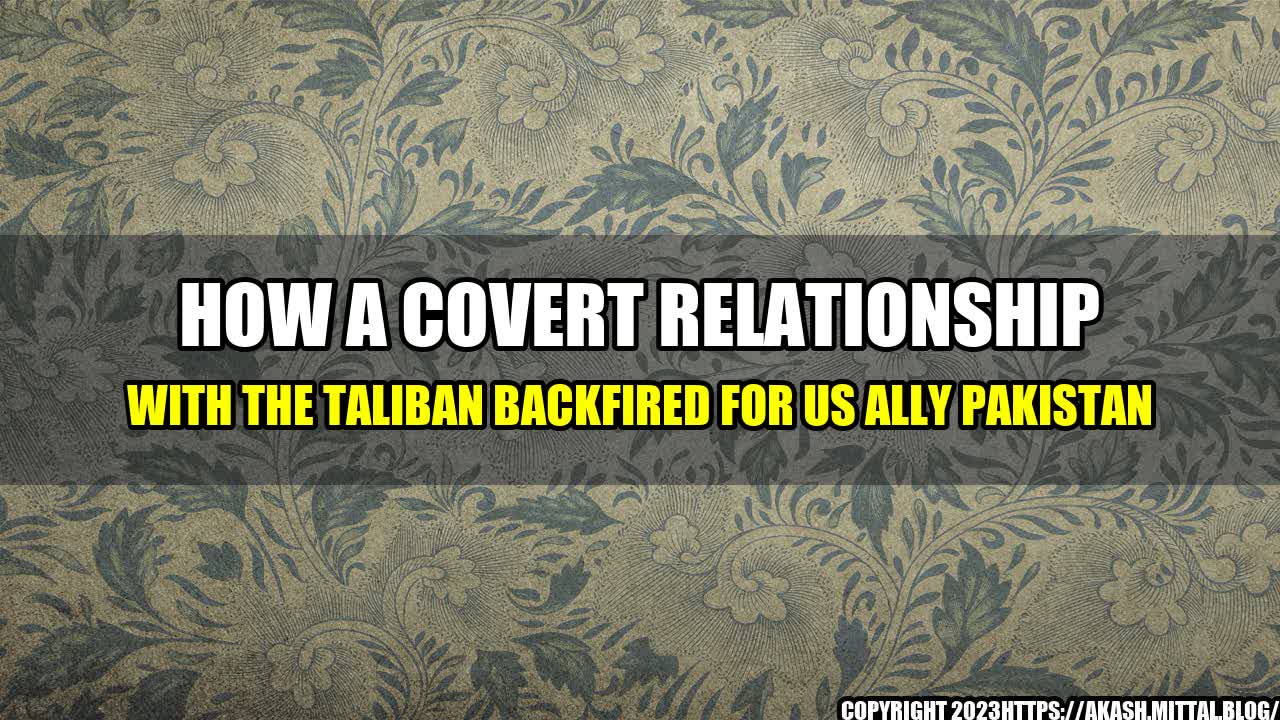 HOW A COVERT RELATIONSHIP
WITH THE TALIBAN BACKFIRED FOR US ALLY PAKISTAN
COPYRIGHT 2023HTTPS://AKASH.MITTAL.BLOG/